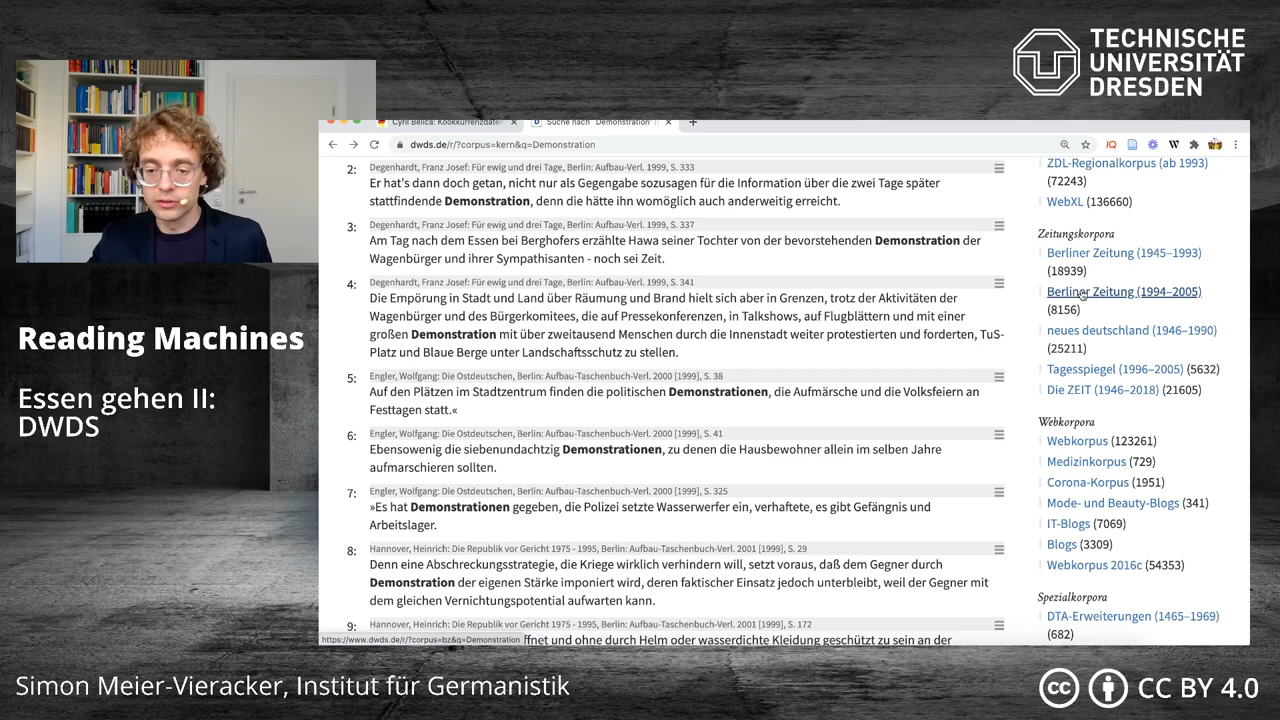 TECHNISCHE
UNIVERSITÄT
DRESDEN
Cyril Belica: Kookkurrenzdate
Suche nach "Demonstration"
dwds.de/r/?corpus=kern&q=Demonstration
2: Degenhardt, Franz Josef: Für ewig und drei Tage, Berlin: Aufbau-Verl. 1999, S. 333
Er hat's dann doch getan, nicht nur als Gegengabe sozusagen für die Information über die zwei Tage später
stattfindende Demonstration, denn die hätte ihn womöglich auch anderweitig erreicht.
3: Degenhardt, Franz Josef: Für ewig und drei Tage, Berlin: Aufbau-Verl. 1999, S. 337
Am Tag nach dem Essen bei Berghofers erzählte Hawa seiner Tochter von der bevorstehenden Demonstration der
Wagenbürger und ihrer Sympathisanten - noch sei Zeit.
4: Degenhardt, Franz Josef: Für ewig und drei Tage, Berlin: Aufbau-Verl. 1999, S. 341
Die Empörung in Stadt und Land über Räumung und Brand hielt sich aber in Grenzen, trotz der Aktivitäten der
Wagenbürger und des Bürgerkomitees, die auf Pressekonferenzen, in Talkshows, auf Flugblättern und mit einer
großen Demonstration mit über zweitausend Menschen durch die Innenstadt weiter protestierten und forderten, TuS-
Platz und Blaue Berge unter Landschaftsschutz zu stellen.
5: Engler, Wolfgang: Die Ostdeutschen, Berlin: Aufbau-Taschenbuch-Verl. 2000 [1999], S. 38
Auf den Plätzen im Stadtzentrum finden die politischen Demonstrationen, die Aufmärsche und die Volksfeiern an
Festtagen statt.«
6: Engler, Wolfgang: Die Ostdeutschen, Berlin: Aufbau-Taschenbuch-Verl. 2000 [1999], S. 41
Ebensowenig die siebenundachtzig Demonstrationen, zu denen die Hausbewohner allein im selben Jahre
aufmarschieren sollten.
7: Engler, Wolfgang: Die Ostdeutschen, Berlin: Aufbau-Taschenbuch-Verl. 2000 [1999], S. 325
»Es hat Demonstrationen gegeben, die Polizei setzte Wasserwerfer ein, verhaftete, es gibt Gefängnis und
Arbeitslager.
8: Hannover, Heinrich: Die Republik vor Gericht 1975 - 1995, Berlin: Aufbau-Taschenbuch-Verl. 2001 [1999], S. 29
Denn eine Abschreckungsstrategie, die Kriege wirklich verhindern will, setzt voraus, daß dem Gegner durch
Demonstration der eigenen Stärke imponiert wird, deren faktischer Einsatz jedoch unterbleibt, weil der Gegner mit
dem gleichen Vernichtungspotential aufwarten kann.
9: Hannover, Heinrich: Die Republik vor Gericht 1975 - 1995, Berlin: Aufbau-Taschenbuch-Verl. 2001 [1999], S. 172
ffnet und ohne durch Helm oder wasserdichte Kleidung geschützt zu sein an der
https://www.dwds.de/r/?corpus=bz&q=Demonstration
ZDL-Regionalkorpus (ab 1993)
(72243)
WebXL (136660)
Zeitungskorpora
Berliner Zeitung (1945–1993)
(18939)
Berliner Zeitung (1994–2005)
(8156)
neues deutschland (1946–1990)
(25211)
Tagesspiegel (1996–2005) (5632)
Die ZEIT (1946–2018) (21605)
Webkorpora
Webkorpus (123261)
Medizinkorpus (729)
Corona-Korpus (1951)
Mode- und Beauty-Blogs (341)
IT-Blogs (7069)
Blogs (3309)
Webkorpus 2016c (54353)
Spezialkorpora
DTA-Erweiterungen (1465–1969)
(682)
Reading Machines
Essen gehen II:
DWDS
Simon Meier-Vieracker, Institut für Germanistik
cc CC BY 4.0